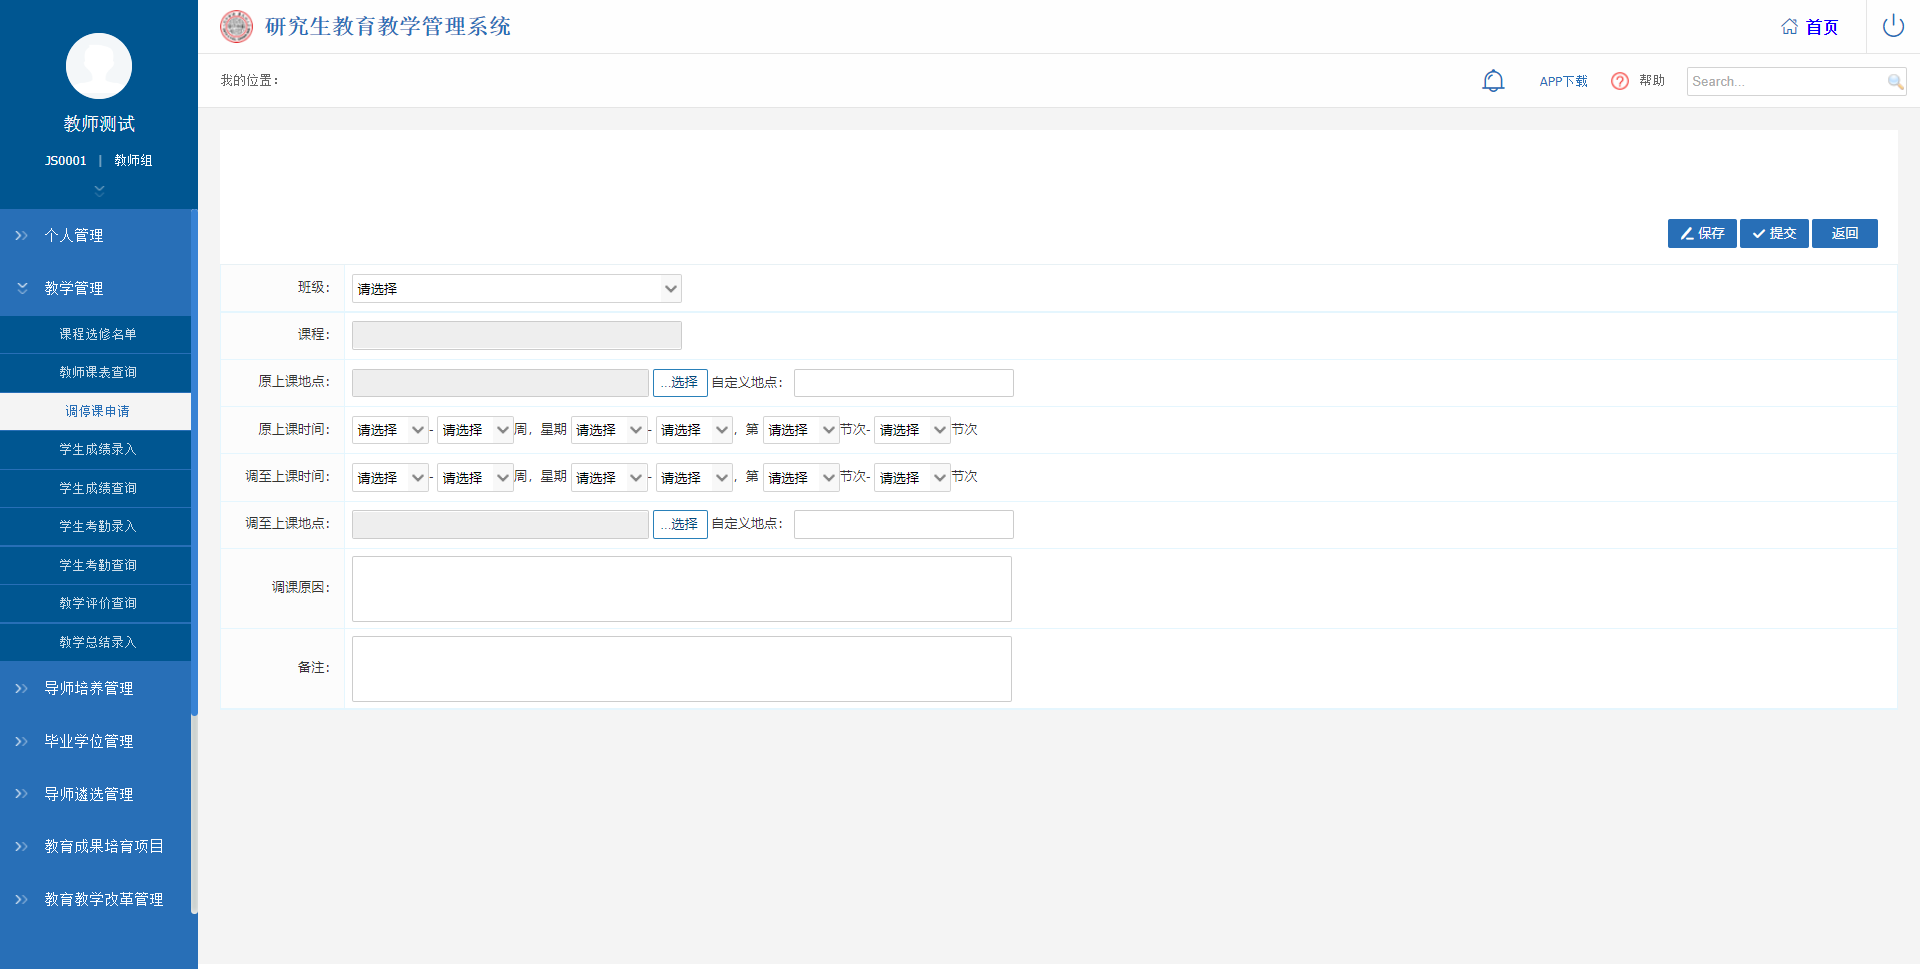 研究生教育教学管理系统
首页
教师测试
JS0001 | 教师组
我的位置：
APP下载
帮助
Search...
个人管理
教学管理
课程选修名单
教师课表查询
调停课申请
学生成绩录入
学生成绩查询
学生考勤录入
学生考勤查询
教学评价查询
教学总结录入
导师培养管理
毕业学位管理
导师遴选管理
教育成果培育项目
教育教学改革管理
保存 提交 返回
班级： 请选择
课程：
原上课地点： ...选择 自定义地点：
原上课时间： 请选择 - 请选择 周，星期 请选择 - 请选择 ，第 请选择 节次- 请选择 节次
调至上课时间： 请选择 - 请选择 周，星期 请选择 - 请选择 ，第 请选择 节次- 请选择 节次
调至上课地点： ...选择 自定义地点：
调课原因：
备注：